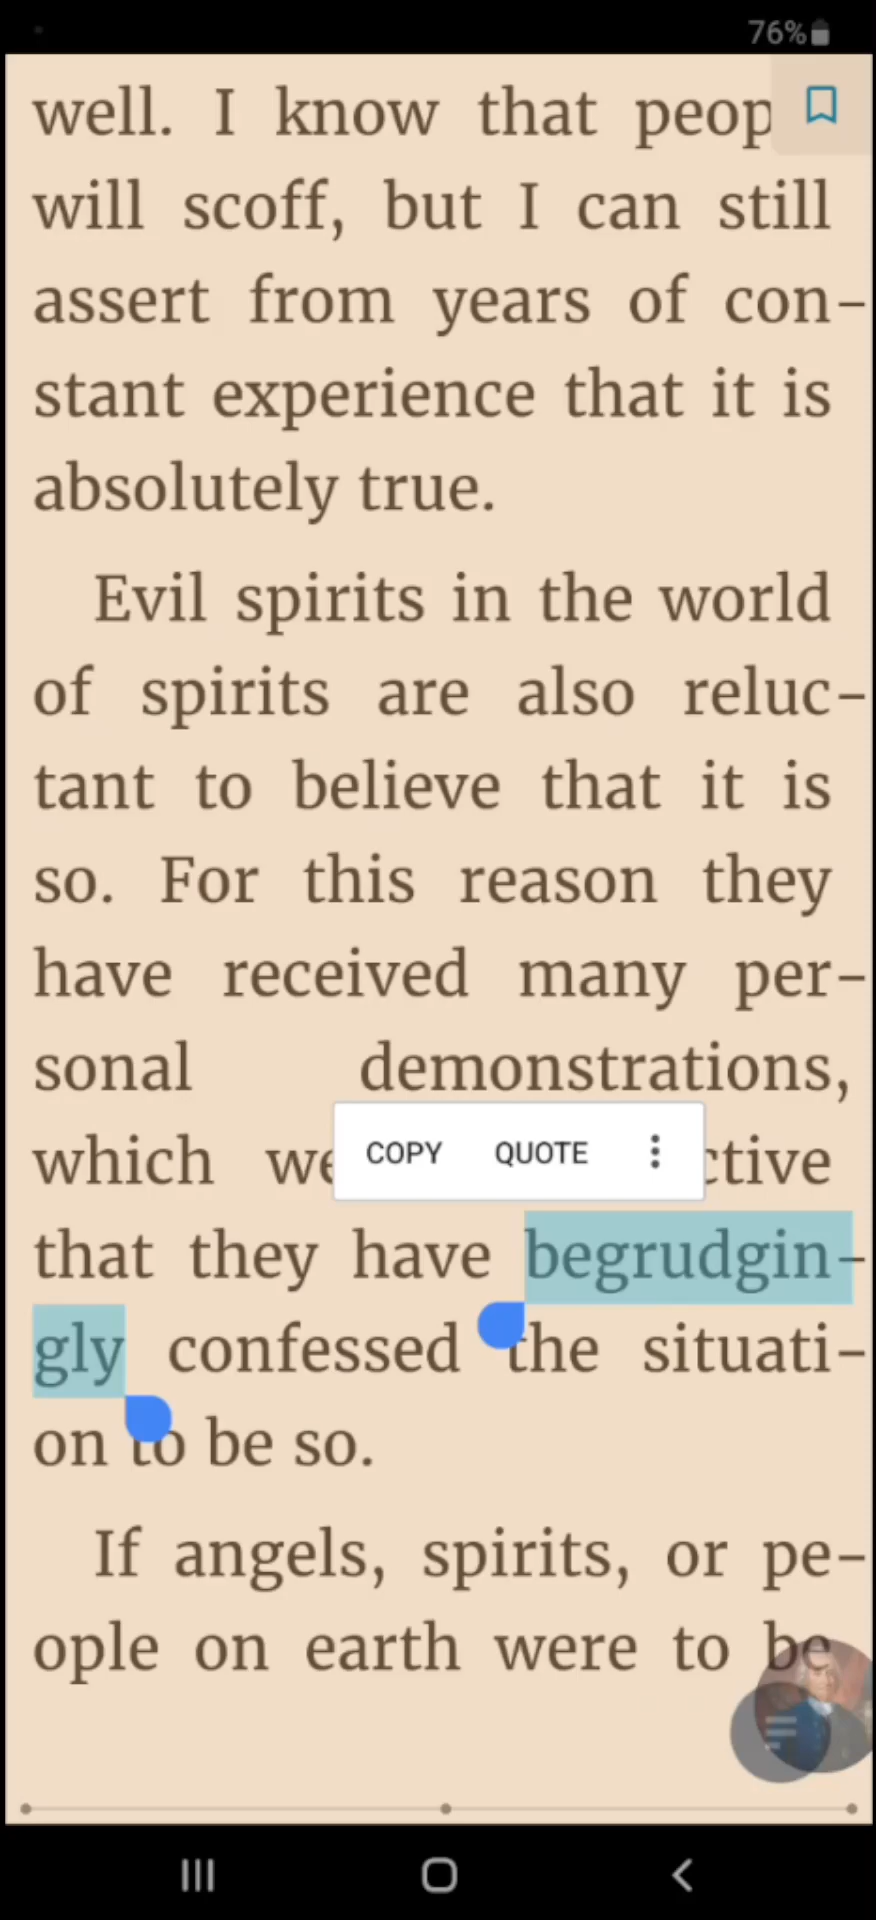 76%
well. I know that peop
will scoff, but I can still
assert from years of con-
stant experience that it is
absolutely true.
Evil spirits in the world
of spirits are also reluc-
tant to believe that it is
so. For this reason they
have received many per-
sonal demonstrations,
which we ctive
COPY QUOTE
that they have begrudgin-
gly confessed the situati-
on to be so.
If angels, spirits, or pe-
ople on earth were to be